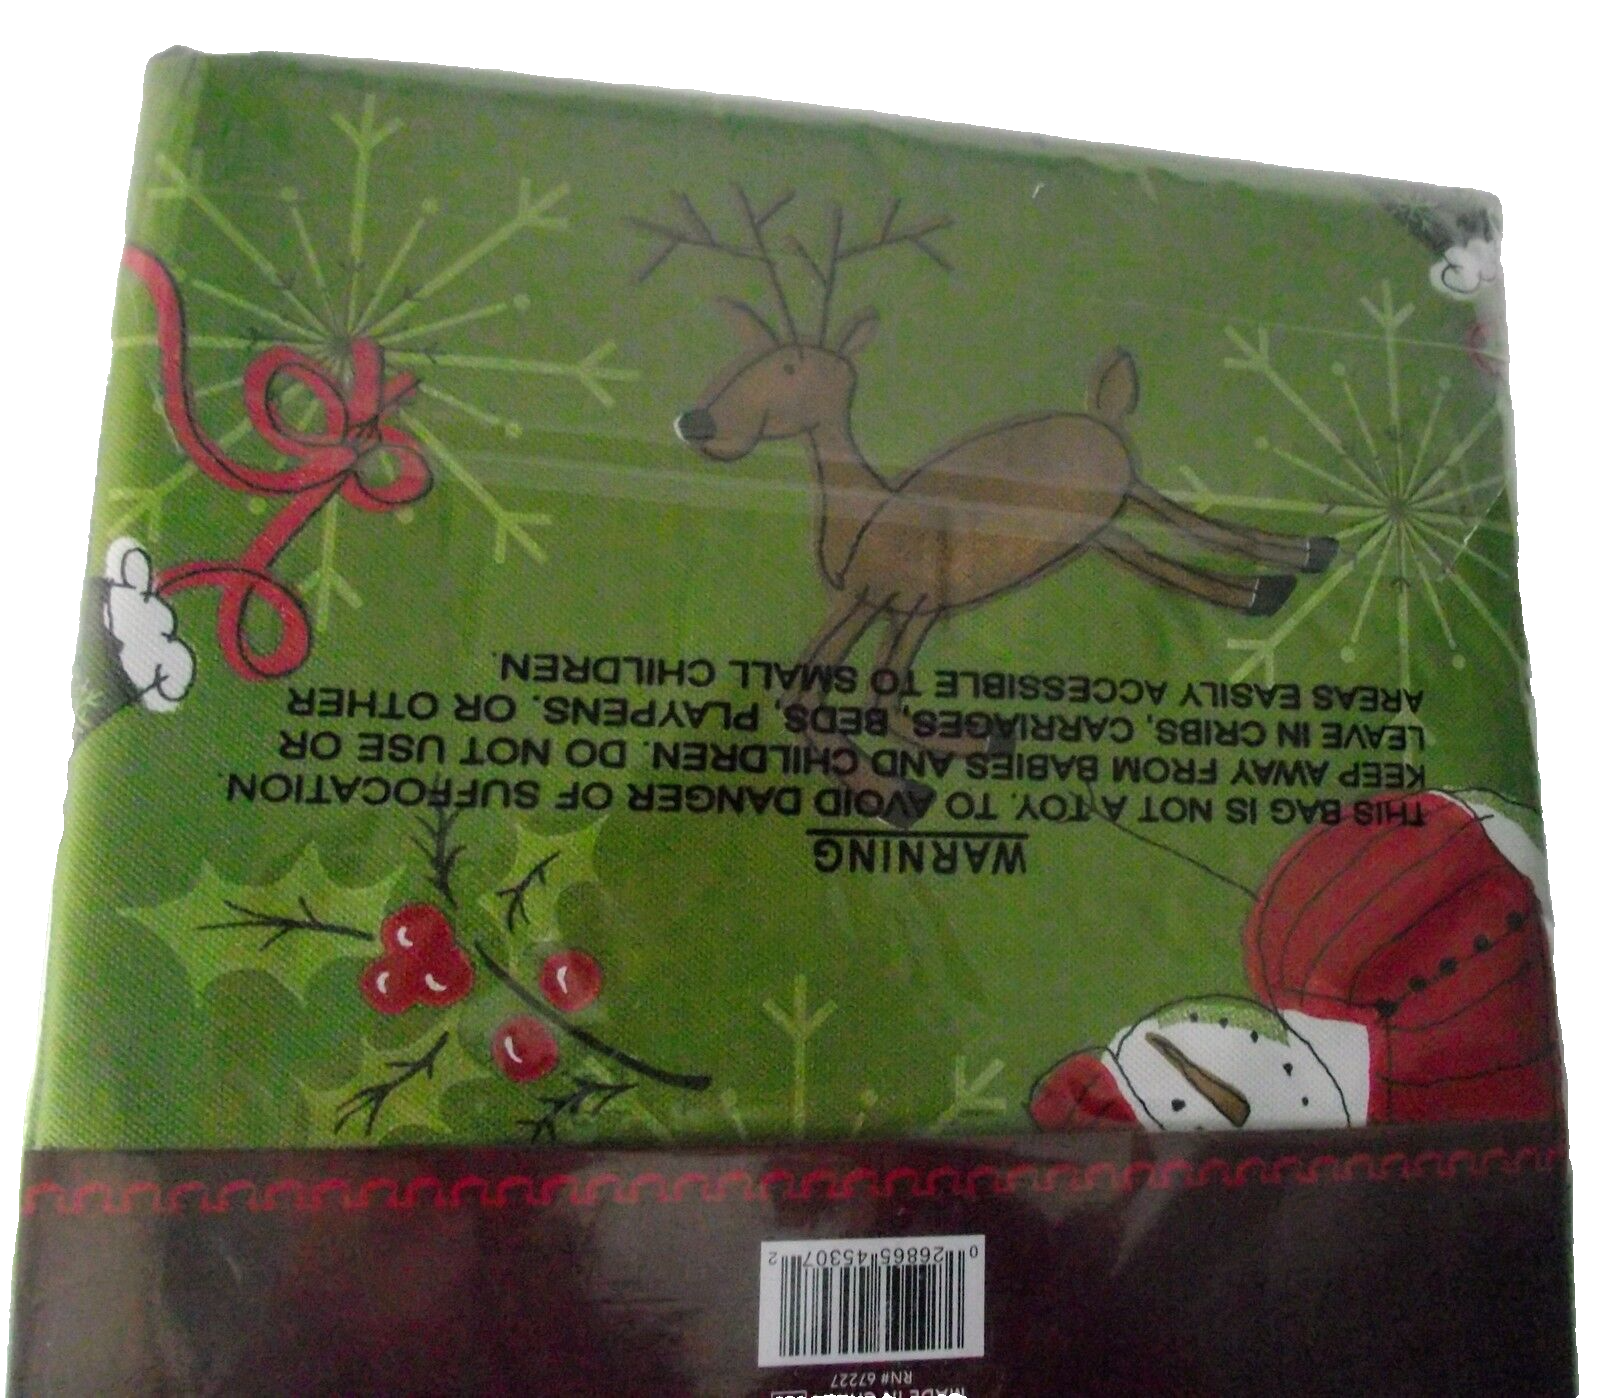 WARNING
THIS BAG IS NOT A TOY. TO AVOID DANGER OF SUFFOCATION.
KEEP AWAY FROM BABIES AND CHILDREN. DO NOT USE OR
LEAVE IN CRIBS, CARRIAGES, BEDS, PLAYPENS. OR OTHER
AREAS EASILY ACCESSIBLE TO SMALL CHILDREN.
MADE IN
RN# 67227
0 26865 45307 2